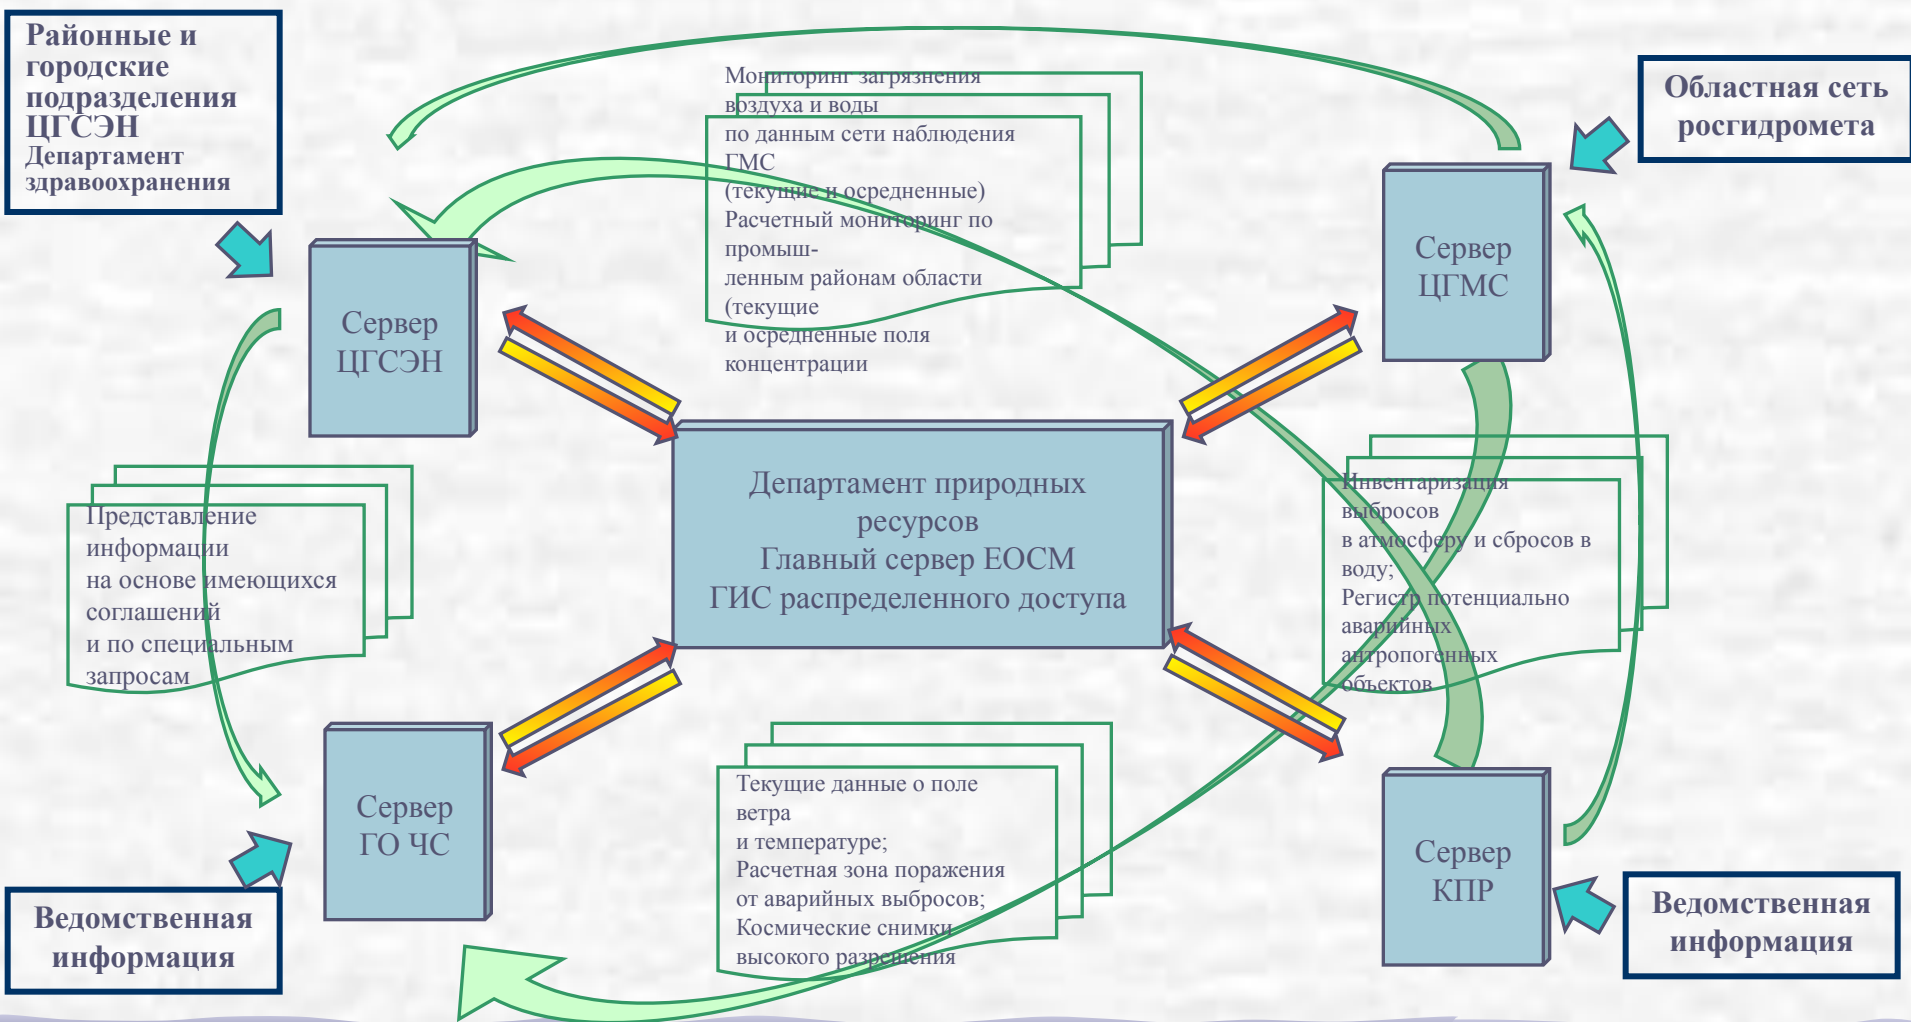 Районные и
городские
подразделения
ЦГСЭН
Департамент
здравоохранения
Мониторинг загрязнения
воздуха и воды
по данным сети наблюдения
ГМС
(текущие и осредненные)
Расчетный мониторинг по
промыш-
ленным районам области
(текущие
и осредненные поля
концентрации
Областная сеть
росгидромета
Сервер
ЦГСЭН
Сервер
ЦГМС
Департамент природных
ресурсов
Главный сервер ЕОСМ
ГИС распределенного доступа
Представление
информации
на основе имеющихся
соглашений
и по специальным
запросам
Инвентаризация
выбросов
в атмосферу и сбросов в
воду;
Регистр потенциально
аварийных
антропогенных
объектов
Сервер
ГО ЧС
Текущие данные о поле
ветра
и температуре;
Расчетная зона поражения
от аварийных выбросов;
Космические снимки
высокого разрешения
Сервер
КПР
Ведомственная
информация
Ведомственная
информация